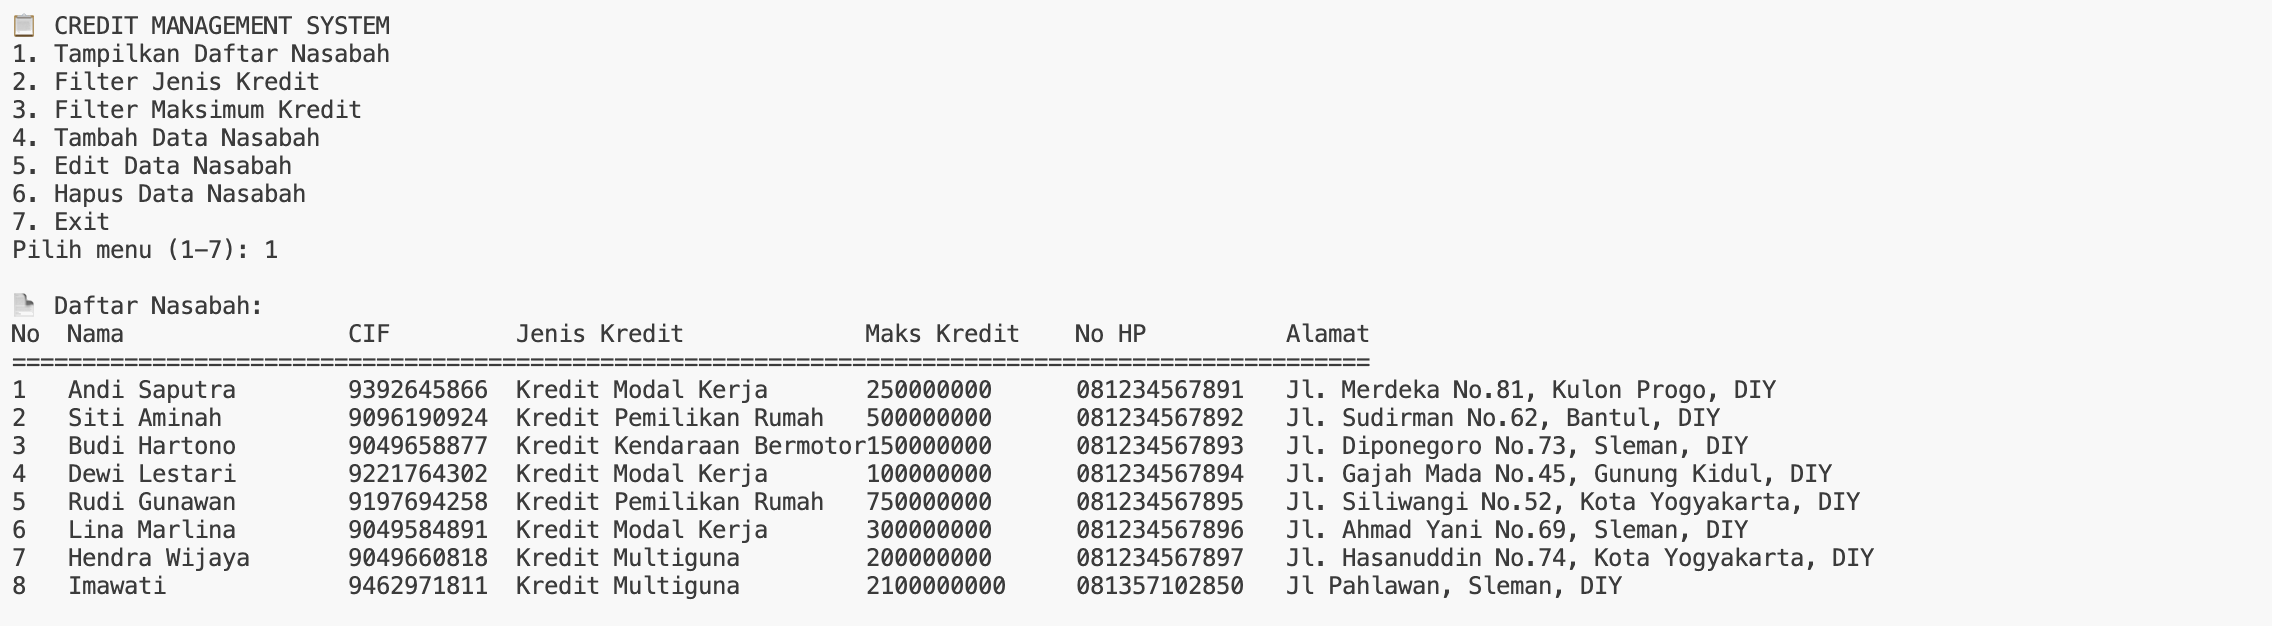 📋 CREDIT MANAGEMENT SYSTEM
1. Tampilkan Daftar Nasabah
2. Filter Jenis Kredit
3. Filter Maksimum Kredit
4. Tambah Data Nasabah
5. Edit Data Nasabah
6. Hapus Data Nasabah
7. Exit
Pilih menu (1-7): 1

📄 Daftar Nasabah:
No  Nama                CIF         Jenis Kredit             Maks Kredit    No HP          Alamat
=================================================================================================
1   Andi Saputra        9392645866  Kredit Modal Kerja       250000000      081234567891   Jl. Merdeka No.81, Kulon Progo, DIY
2   Siti Aminah         9096190924  Kredit Pemilikan Rumah   500000000      081234567892   Jl. Sudirman No.62, Bantul, DIY
3   Budi Hartono        9049658877  Kredit Kendaraan Bermotor150000000      081234567893   Jl. Diponegoro No.73, Sleman, DIY
4   Dewi Lestari        9221764302  Kredit Modal Kerja       100000000      081234567894   Jl. Gajah Mada No.45, Gunung Kidul, DIY
5   Rudi Gunawan        9197694258  Kredit Pemilikan Rumah   750000000      081234567895   Jl. Siliwangi No.52, Kota Yogyakarta, DIY
6   Lina Marlina        9049584891  Kredit Modal Kerja       300000000      081234567896   Jl. Ahmad Yani No.69, Sleman, DIY
7   Hendra Wijaya       9049660818  Kredit Multiguna         200000000      081234567897   Jl. Hasanuddin No.74, Kota Yogyakarta, DIY
8   Imawati             9462971811  Kredit Multiguna         2100000000     081357102850   Jl Pahlawan, Sleman, DIY